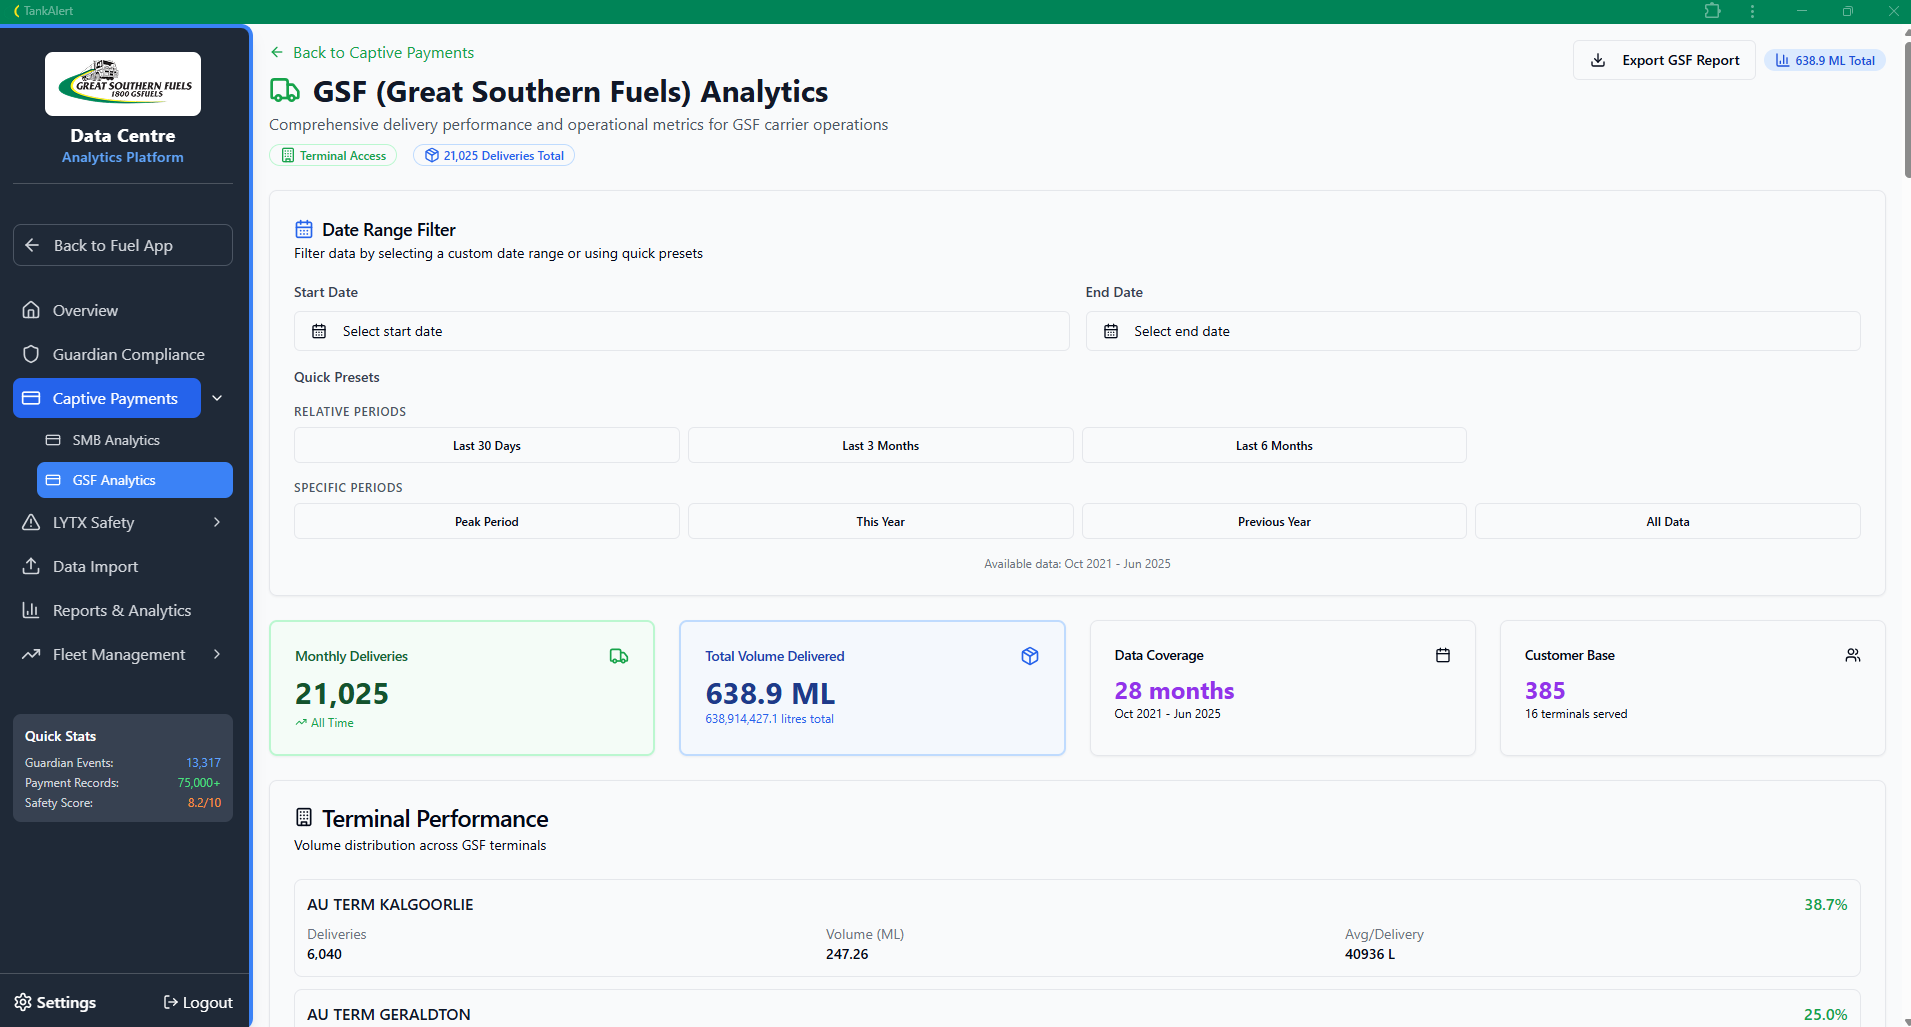 TankAlert
GREAT SOUTHERN FUELS
1800 GSFUELS
Data Centre
Analytics Platform
Back to Fuel App
Overview
Guardian Compliance
Captive Payments
SMB Analytics
GSF Analytics
LYTX Safety
Data Import
Reports & Analytics
Fleet Management
Quick Stats
Guardian Events: 13,317
Payment Records: 75,000+
Safety Score: 8.2/10
Settings
Logout
Back to Captive Payments
GSF (Great Southern Fuels) Analytics
Comprehensive delivery performance and operational metrics for GSF carrier operations
Terminal Access
21,025 Deliveries Total
Export GSF Report
638.9 ML Total
Date Range Filter
Filter data by selecting a custom date range or using quick presets
Start Date
Select start date
End Date
Select end date
Quick Presets
RELATIVE PERIODS
Last 30 Days
Last 3 Months
Last 6 Months
SPECIFIC PERIODS
Peak Period
This Year
Previous Year
All Data
Available data: Oct 2021 - Jun 2025
Monthly Deliveries
21,025
All Time
Total Volume Delivered
638.9 ML
638,914,427.1 litres total
Data Coverage
28 months
Oct 2021 - Jun 2025
Customer Base
385
16 terminals served
Terminal Performance
Volume distribution across GSF terminals
AU TERM KALGOORLIE
38.7%
Deliveries
6,040
Volume (ML)
247.26
Avg/Delivery
40936 L
AU TERM GERALDTON
25.0%